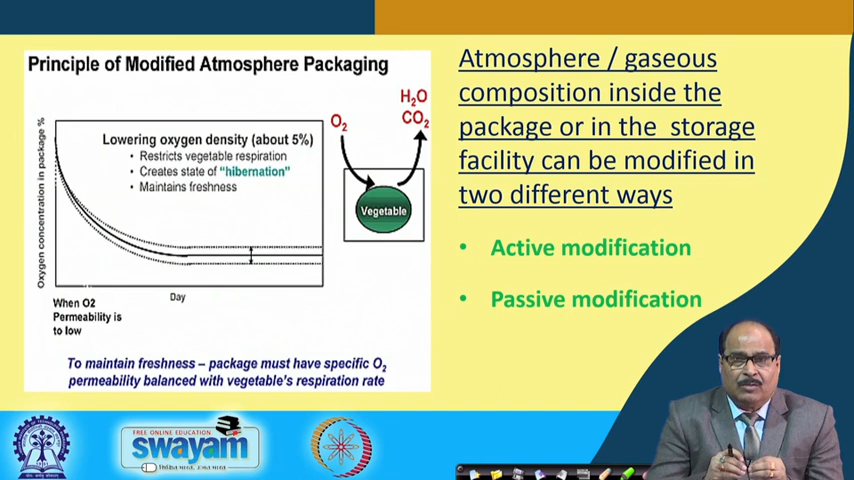 Principle of Modified Atmosphere Packaging
Oxygen concentration in package %
Lowering oxygen density (about 5%)
• Restricts vegetable respiration
• Creates state of "hibernation"
• Maintains freshness
O2
H2O
CO2
Vegetable
Day
When O2
Permeability is
to low
To maintain freshness – package must have specific O2
permeability balanced with vegetable's respiration rate
Atmosphere / gaseous
composition inside the
package or in the storage
facility can be modified in
two different ways
• Active modification
• Passive modification
FREE ONLINE EDUCATION
swayam